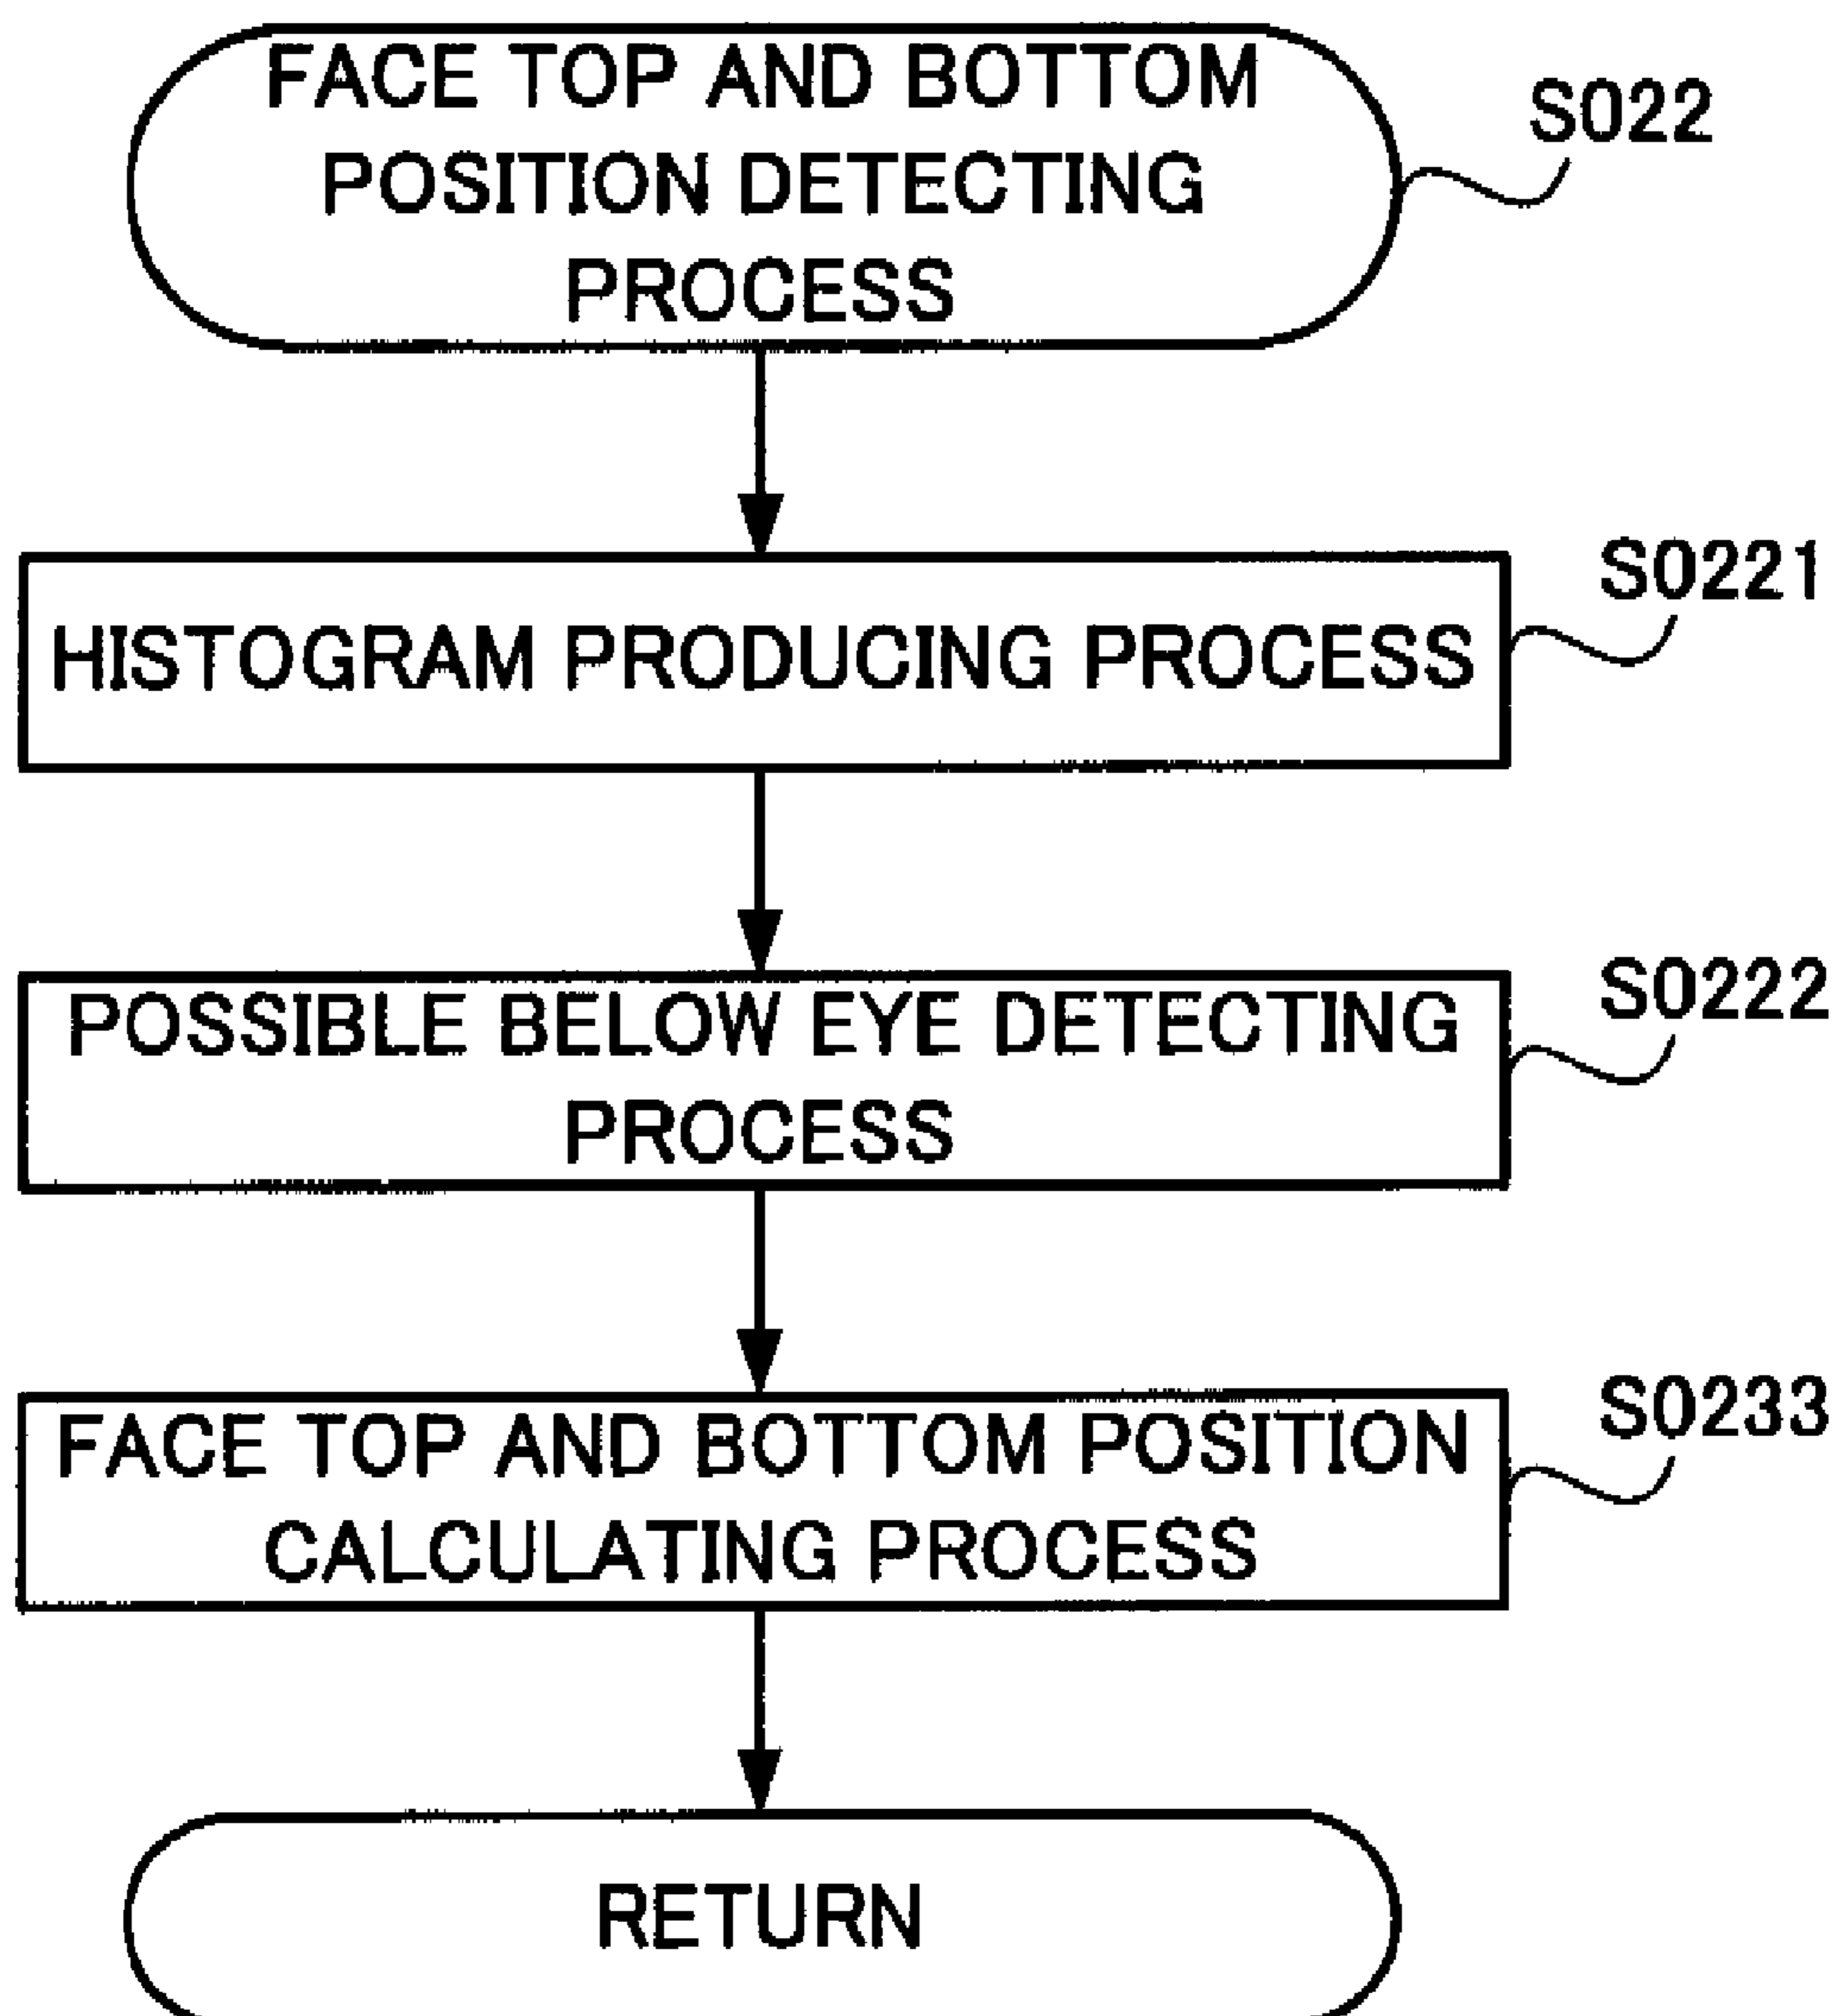 FACE TOP AND BOTTOM
POSITION DETECTING
PROCESS
S022
HISTOGRAM PRODUCING PROCESS
S0221
POSSIBLE BELOW EYE DETECTING
PROCESS
S0222
FACE TOP AND BOTTOM POSITION
CALCULATING PROCESS
S0233
RETURN